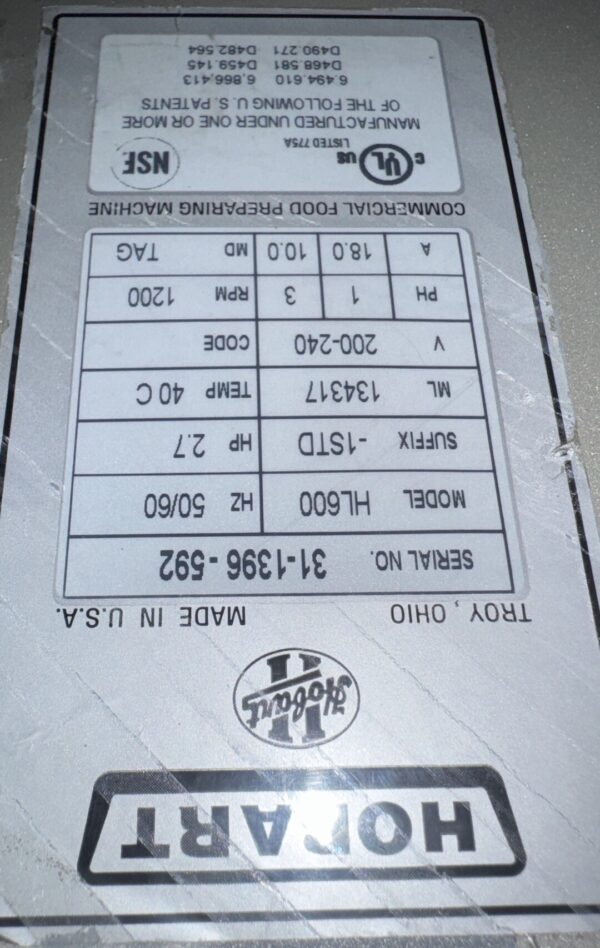 HOBART
Hobart
TROY, OHIO MADE IN U.S.A.
SERIAL NO. 31-1396-592
MODEL HL600 HZ 50/60
SUFFIX -1STD HP 2.7
ML 134317 TEMP 40 C
V 200-240 CODE
PH 1 3 RPM 1200
A 18.0 10.0 MD TAG
COMMERCIAL FOOD PREPARING MACHINE
C UL US NSF
LISTED 775A
MANUFACTURED UNDER ONE OR MORE
OF THE FOLLOWING U.S. PATENTS
6,494,610 6,866,413
D468,581 D459,145
D490,271 D482,564